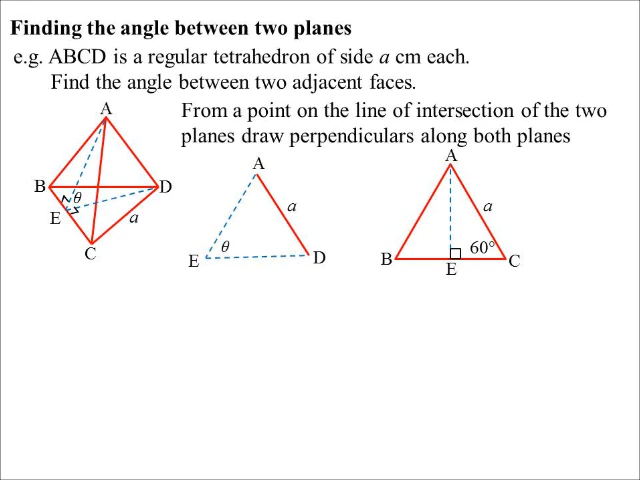 Finding the angle between two planes
e.g. ABCD is a regular tetrahedron of side a cm each.
Find the angle between two adjacent faces.
From a point on the line of intersection of the two
planes draw perpendiculars along both planes
A
B
D
θ
E
a
C
A
a
θ
E
D
A
a
60°
B
E
C